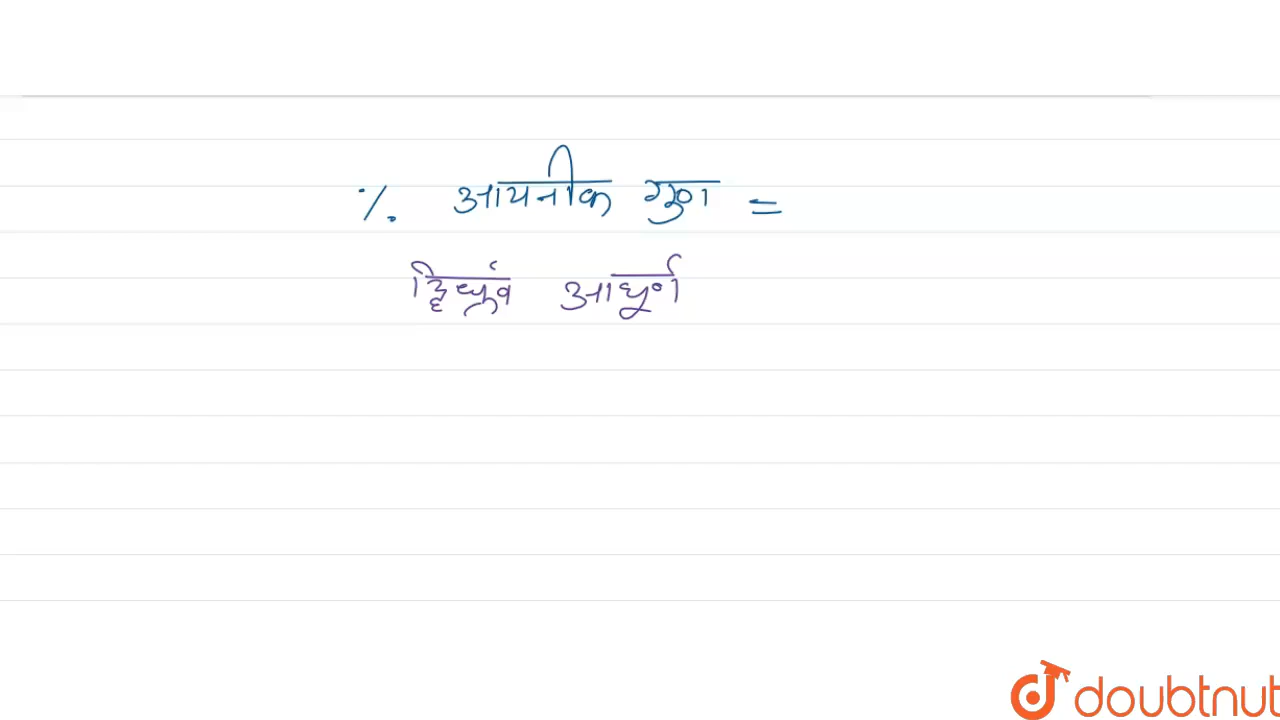 % आयनीक गुण =
द्विध्रुव आघूर्ण
doubtnut